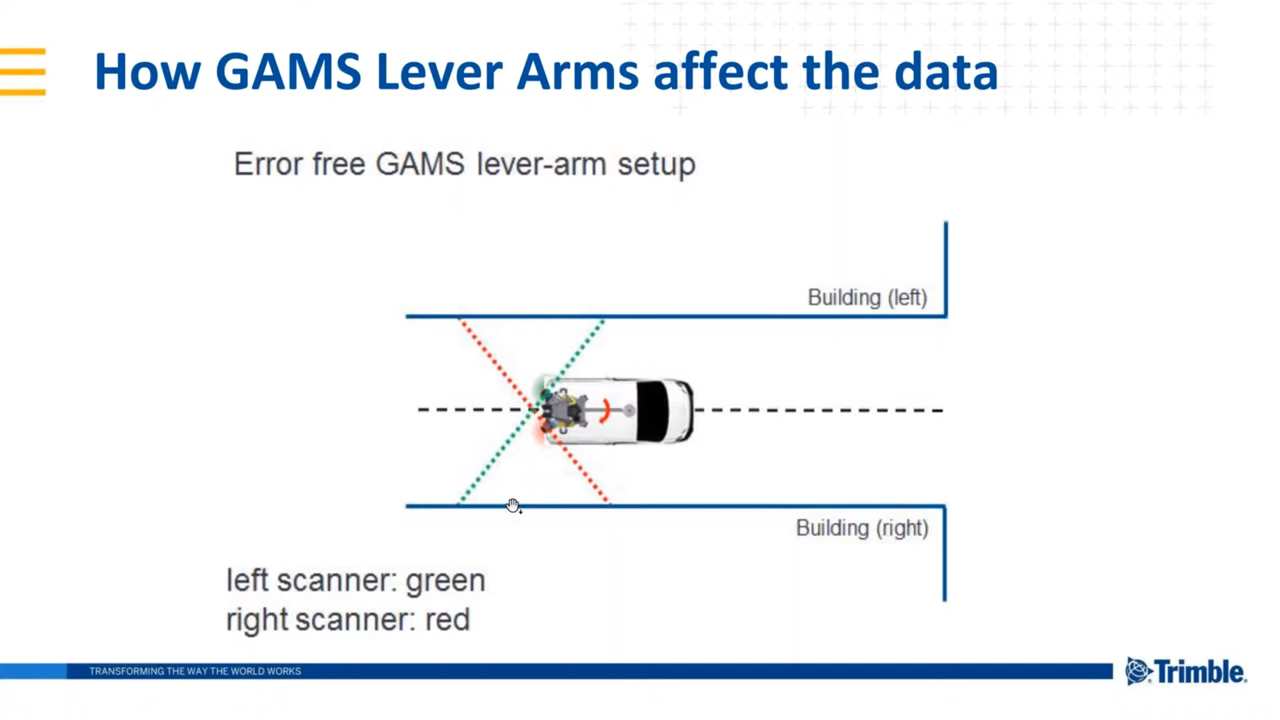 How GAMS Lever Arms affect the data
Error free GAMS lever-arm setup
Building (left)
Building (right)
left scanner: green
right scanner: red
TRANSFORMING THE WAY THE WORLD WORKS
Trimble